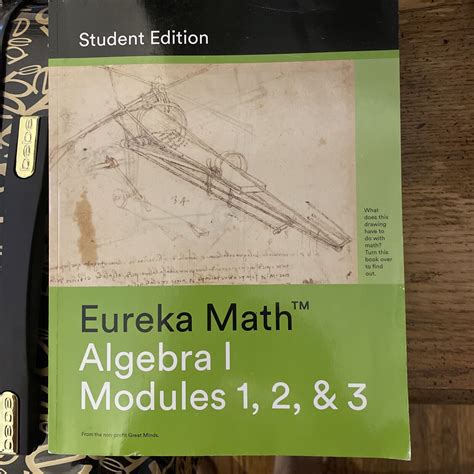 Student Edition
34
What
does this
drawing
have to
do with
math?
Turn this
book over
to find
out.
Eureka Math™
Algebra I
Modules 1, 2, & 3
From the non-profit Great Minds.